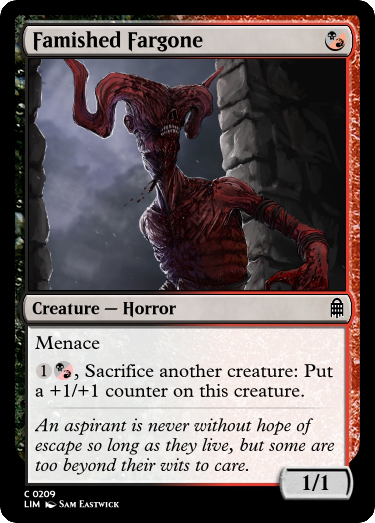 Famished Fargone
Creature — Horror
Menace
1, Sacrifice another creature: Put
a +1/+1 counter on this creature.
An aspirant is never without hope of
escape so long as they live, but some are
too beyond their wits to care.
1/1
C 0209
LIM Sam Eastwick